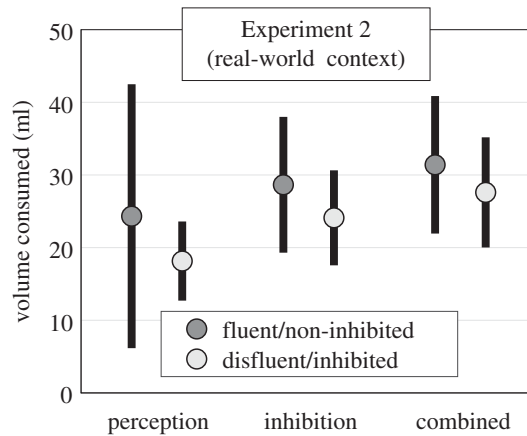 Experiment 2
(real-world context)
volume consumed (ml)
50
40
30
20
10
0
fluent/non-inhibited
disfluent/inhibited
perception inhibition combined